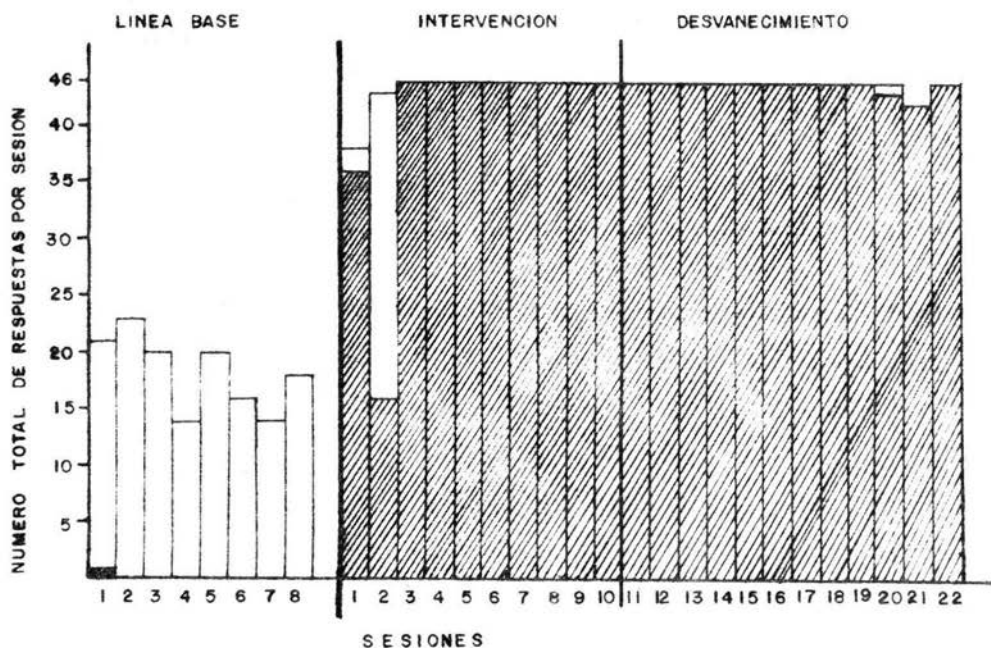 LINEA BASE INTERVENCION DESVANECIMIENTO
NUMERO TOTAL DE RESPUESTAS POR SESION
46
40
35
30
25
20
15
10
5
1 2 3 4 5 6 7 8 1 2 3 4 5 6 7 8 9 10 11 12 13 14 15 16 17 18 19 20 21 22
SESIONES